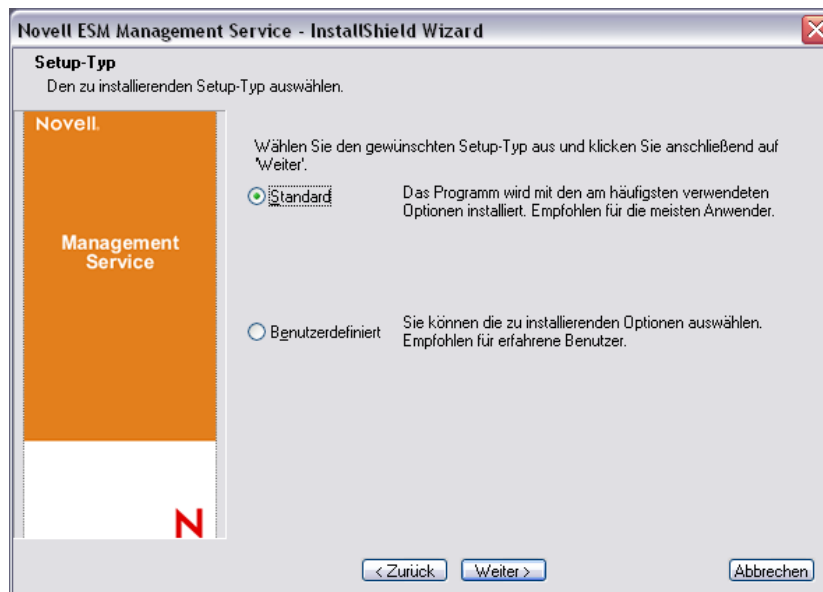 Novell ESM Management Service - InstallShield Wizard
Setup-Typ
Den zu installierenden Setup-Typ auswählen.
Novell.
Management
Service
N
Wählen Sie den gewünschten Setup-Typ aus und klicken Sie anschließend auf
'Weiter'.
Standard
Das Programm wird mit den am häufigsten verwendeten
Optionen installiert. Empfohlen für die meisten Anwender.
Benutzerdefiniert
Sie können die zu installierenden Optionen auswählen.
Empfohlen für erfahrene Benutzer.
< Zurück
Weiter >
Abbrechen